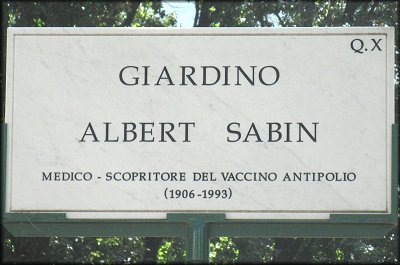 Q.X
GIARDINO
ALBERT SABIN
MEDICO - SCOPRITORE DEL VACCINO ANTIPOLIO
(1906-1993)